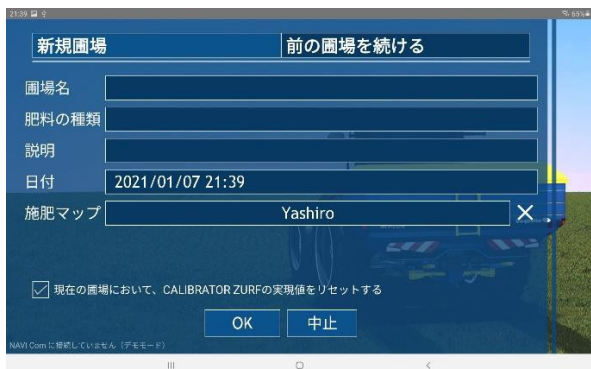 21:39 65%
新規圃場 前の圃場を続ける
圃場名
肥料の種類
説明
日付 2021/01/07 21:39
施肥マップ Yashiro
現在の圃場において、CALIBRATOR ZURFの実現値をリセットする
OK 中止
NAVI Com に接続していません（デモモード）